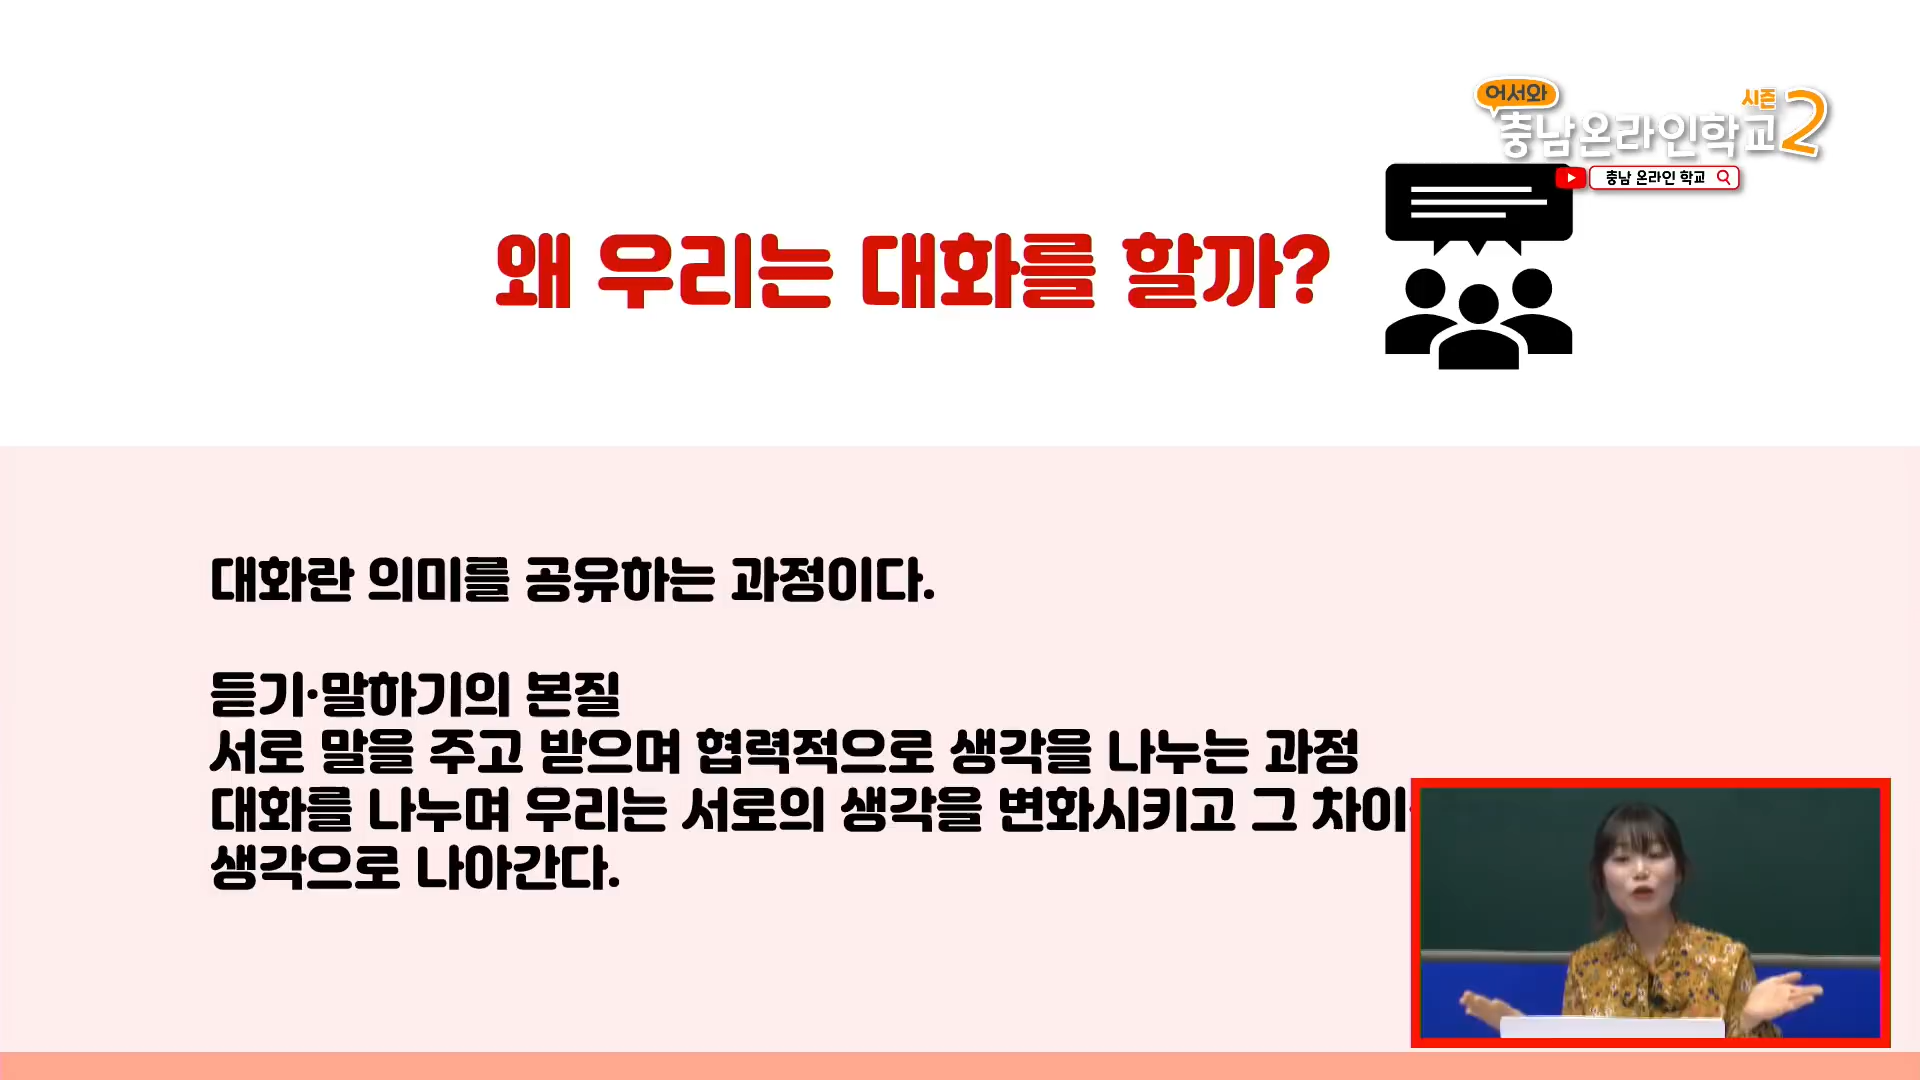 어서와
시즌2
충남온라인학교
충남 온라인 학교
왜 우리는 대화를 할까?
대화란 의미를 공유하는 과정이다.
듣기·말하기의 본질
서로 말을 주고 받으며 협력적으로 생각을 나누는 과정
대화를 나누며 우리는 서로의 생각을 변화시키고 그 차이
생각으로 나아간다.